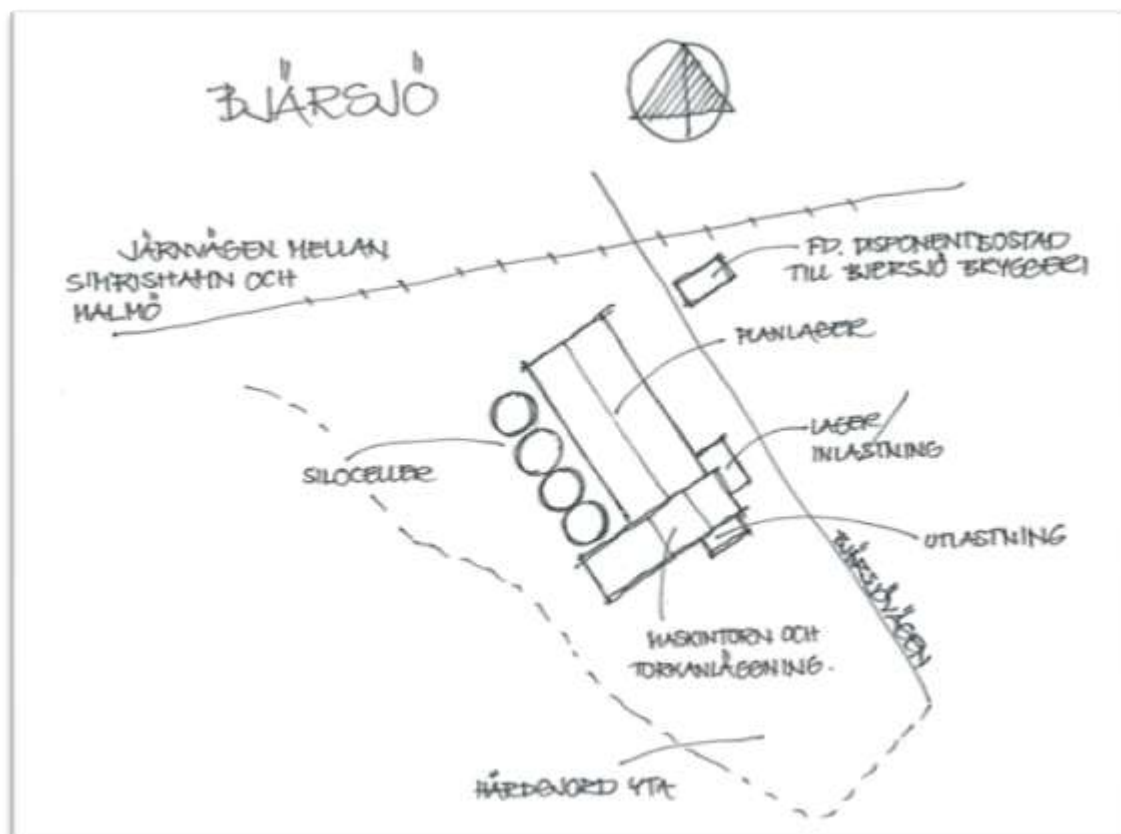 BJÄRSJÖ
JÄRNVÄGEN MELLAN
SIMRISHAMN OCH
MALMÖ
FD. DISPONENTBOSTAD
TILL BJERSJÖ BRYGGERI
PLANLAGER
LAGER
INLASTNING
SILOCELLER
UTLASTNING
BJÄRSJÖVÄGEN
MASKINTORN OCH
TORKANLÄGGNING.
HÅRDGJORD YTA